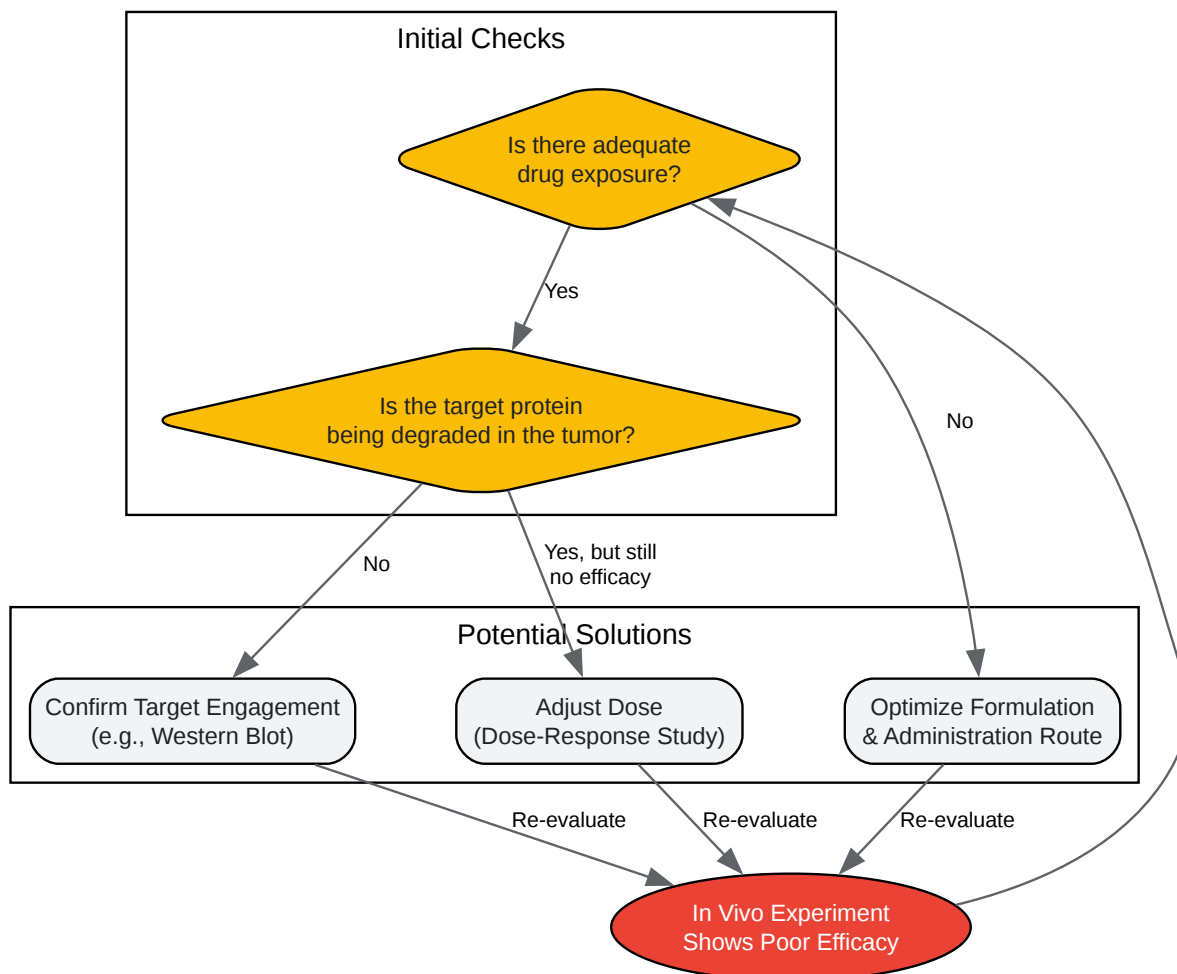 Initial Checks
Is there adequate
drug exposure?
Yes
Is the target protein
being degraded in the tumor?
No
No
Yes, but still
no efficacy
Potential Solutions
Confirm Target Engagement
(e.g., Western Blot)
Adjust Dose
(Dose-Response Study)
Optimize Formulation
& Administration Route
Re-evaluate
Re-evaluate
Re-evaluate
In Vivo Experiment
Shows Poor Efficacy